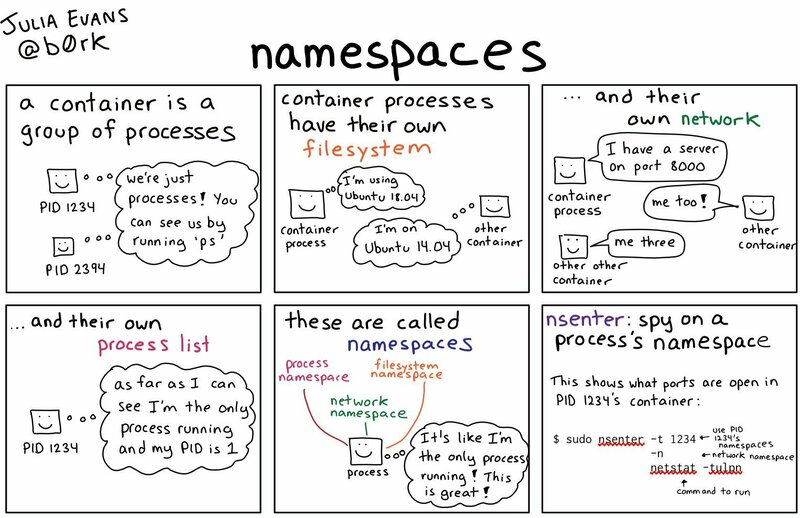 JULIA EVANS
@b0rk
namespaces
a container is a
group of processes
PID 1234
we're just
processes! You
can see us by
running 'ps'
PID 2394
container processes
have their own
filesystem
container
process
I'm using
Ubuntu 18.04
I'm on
Ubuntu 14.04
other
container
... and their
own network
I have a server
on port 8000
container
process
me too!
other
container
me three
other other
container
...and their own
process list
PID 1234
as far as I can
see I'm the only
process running
and my PID is 1
these are called
namespaces
process
namespace
filesystem
namespace
network
namespace
process
It's like I'm
the only process
running! This
is great!
nsenter: spy on a
process's namespace
This shows what ports are open in
PID 1234's container:
$ sudo nsenter -t 1234 ← use PID
1234's
namespaces
-n ← network namespace
netstat -tulpn
↑
command to run